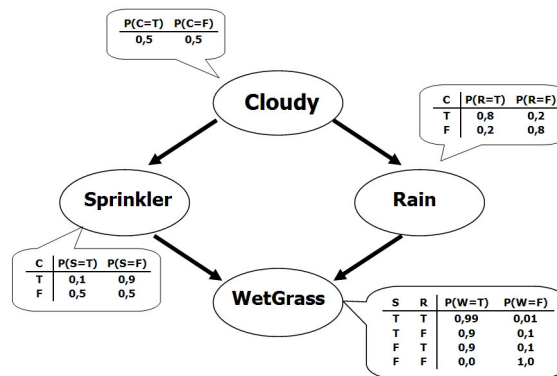 P(C=T) P(C=F)
0,5 0,5
Cloudy
C P(R=T) P(R=F)
T 0,8 0,2
F 0,2 0,8
Sprinkler
Rain
C P(S=T) P(S=F)
T 0,1 0,9
F 0,5 0,5
WetGrass
S R P(W=T) P(W=F)
T T 0,99 0,01
T F 0,9 0,1
F T 0,9 0,1
F F 0,0 1,0